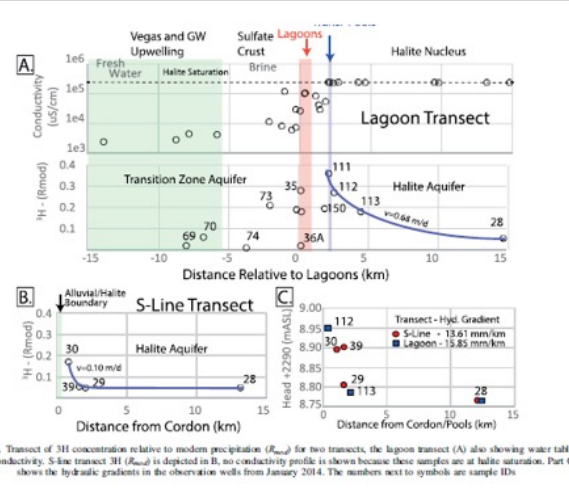 Vegas and GW
Upwelling
Sulfate
Crust
Lagoons
Halite Nucleus
A.
1e6
1e5
1e4
1e3
Conductivity
(uS/cm)
Fresh
Water
Halite Saturation
Brine
Lagoon Transect
0.4
0.3
0.2
0.1
³H - (Rmod)
Transition Zone Aquifer
Halite Aquifer
111
112
113
v=0.68 m/d
28
35
73
150
70
69
74
36A
-15
-10
-5
0
5
10
15
Distance Relative to Lagoons (km)
B.
Alluvial/Halite
Boundary
S-Line Transect
0.4
0.3
0.2
0.1
³H - (Rmod)
30
Halite Aquifer
v=0.10 m/d
39
29
28
0
5
10
15
Distance from Cordon (km)
C.
9.00
8.95
8.90
8.85
8.80
8.75
Head +2290 (mASL)
Transect - Hyd. Gradient
S-Line - 13.61 mm/km
Lagoon - 15.85 mm/km
112
30
39
29
113
28
0
5
10
15
Distance from Cordon/Pools (km)
Transect of 3H concentration relative to modern precipitation (Rmod) for two transects, the lagoon transect (A) also showing water
conductivity. S-line transect 3H (Rmod) is depicted in B, no conductivity profile is shown because these samples are at halite saturation. Part
shows the hydraulic gradients in the observation wells from January 2014. The numbers next to symbols are sample IDs